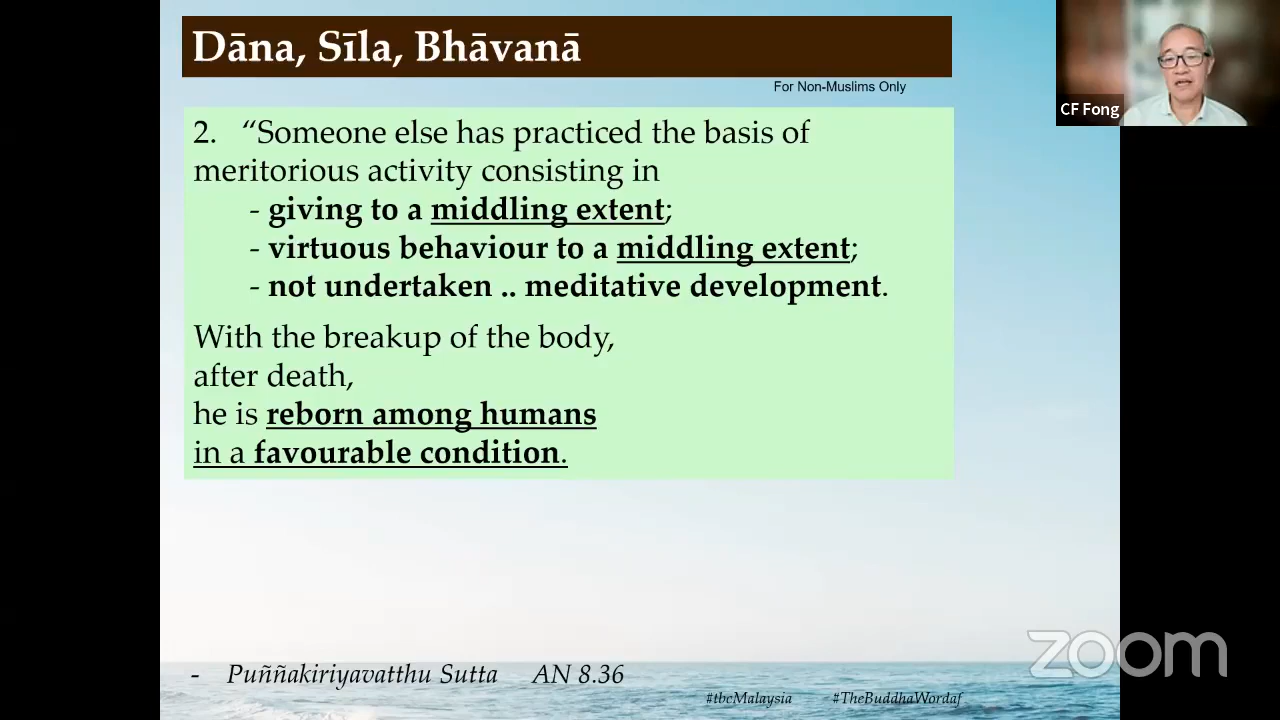 Dāna, Sīla, Bhāvanā
For Non-Muslims Only
CF Fong
2. “Someone else has practiced the basis of
meritorious activity consisting in
- giving to a middling extent;
- virtuous behaviour to a middling extent;
- not undertaken .. meditative development.
With the breakup of the body,
after death,
he is reborn among humans
in a favourable condition.
zoom
- Puññakiriyavatthu Sutta AN 8.36
#tbcMalaysia #TheBuddhaWordaf